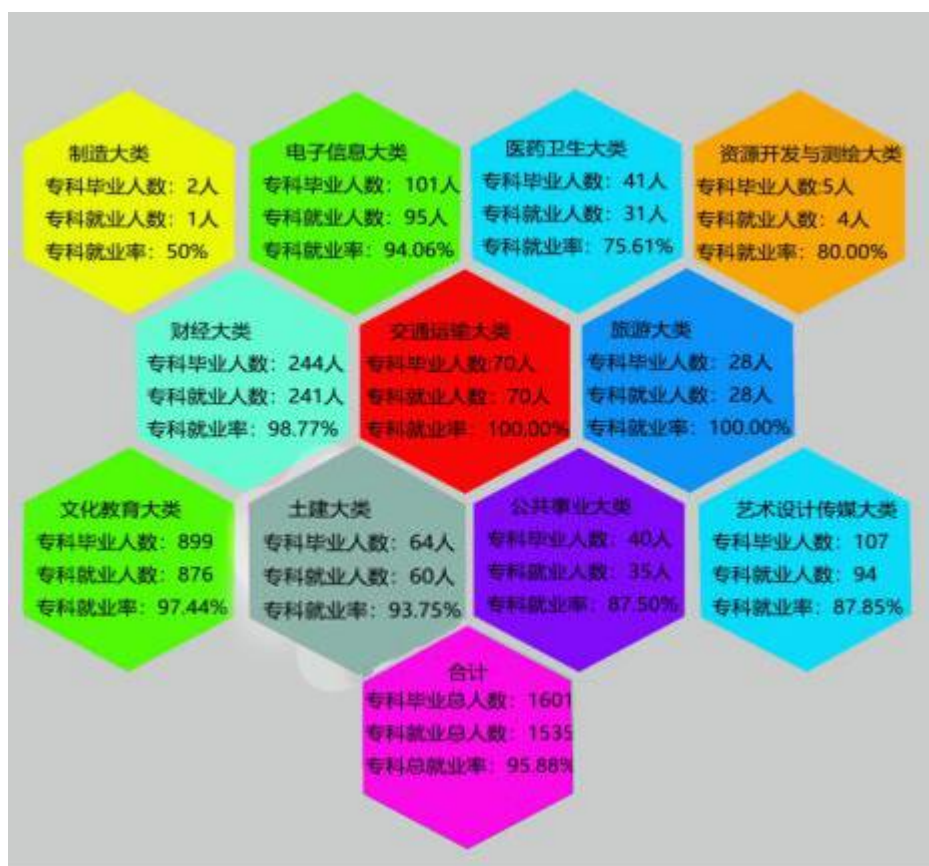 制造大类
专科毕业人数：2人
专科就业人数：1人
专科就业率：50%
电子信息大类
专科毕业人数：101人
专科就业人数：95人
专科就业率：94.06%
医药卫生大类
专科毕业人数：41人
专科就业人数：31人
专科就业率：75.61%
资源开发与测绘大类
专科毕业人数:5人
专科就业人数：4人
专科就业率：80.00%
财经大类
专科毕业人数：244人
专科就业人数：241人
专科就业率：98.77%
交通运输大类
专科毕业人数:70人
专科就业人数：70人
专科就业率：100.00%
旅游大类
专科毕业人数：28人
专科就业人数：28人
专科就业率：100.00%
文化教育大类
专科毕业人数：899
专科就业人数：876
专科就业率：97.44%
土建大类
专科毕业人数：64人
专科就业人数：60人
专科就业率：93.75%
公共事业大类
专科毕业人数：40人
专科就业人数：35人
专科就业率：87.50%
艺术设计传媒大类
专科毕业人数：107
专科就业人数：94
专科就业率：87.85%
合计
专科毕业总人数：1601
专科就业总人数：1535
专科总就业率：95.88%